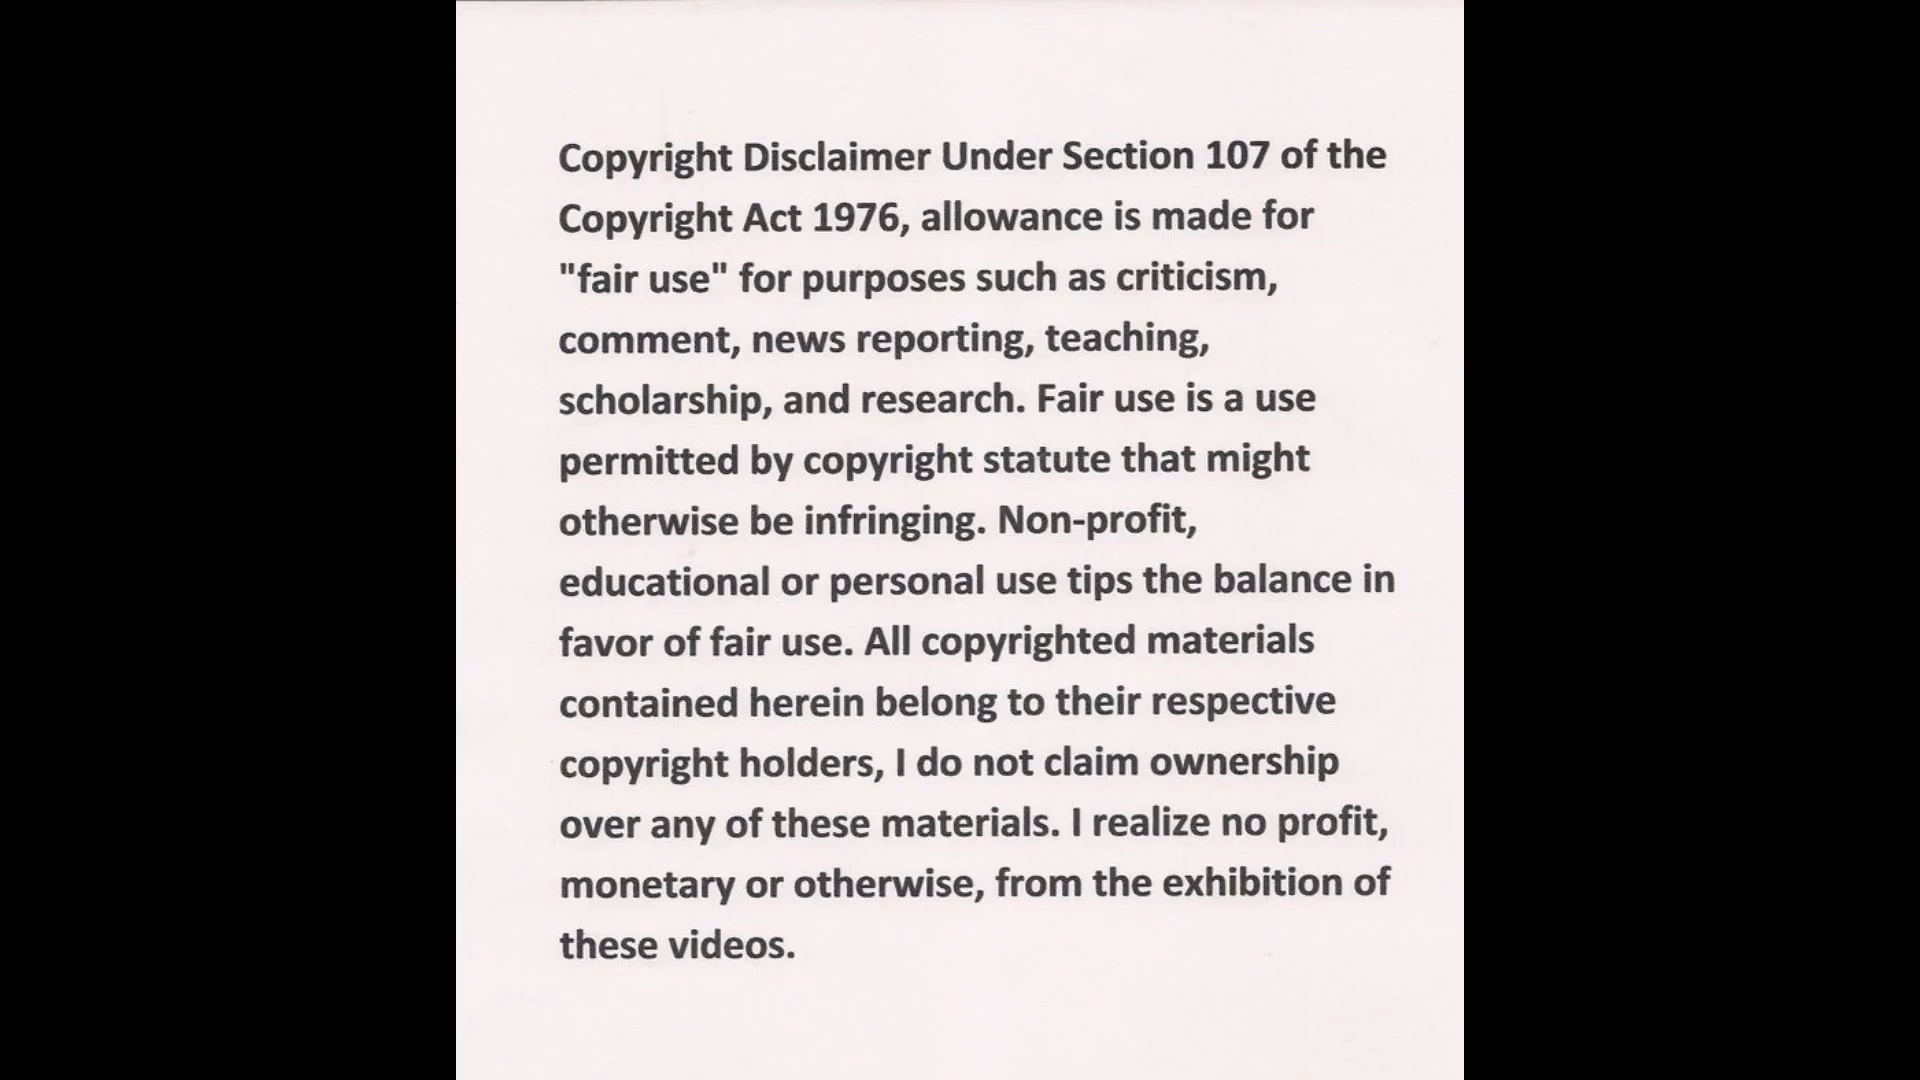 Copyright Disclaimer Under Section 107 of the
Copyright Act 1976, allowance is made for
"fair use" for purposes such as criticism,
comment, news reporting, teaching,
scholarship, and research. Fair use is a use
permitted by copyright statute that might
otherwise be infringing. Non-profit,
educational or personal use tips the balance in
favor of fair use. All copyrighted materials
contained herein belong to their respective
copyright holders, I do not claim ownership
over any of these materials. I realize no profit,
monetary or otherwise, from the exhibition of
these videos.